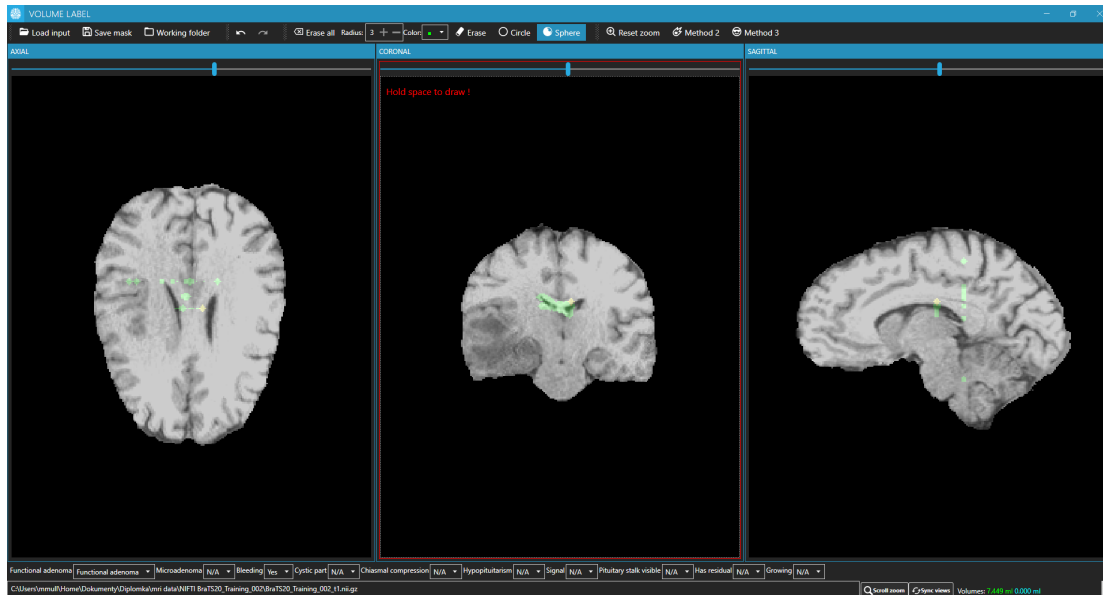 VOLUME LABEL
Load input Save mask Working folder Erase all Radius: 3 Color: Erase Circle Sphere Reset zoom Method 2 Method 3
AXIAL CORONAL SAGITTAL
Hold space to draw !
Functional adenoma Functional adenoma Microadenoma N/A Bleeding Yes Cystic part N/A Chiasmal compression N/A Hypopituitarism N/A Signal N/A Pituitary stalk visible N/A Has residual N/A Growing N/A
C:\Users\mmull\Home\Dokumenty\Diplomka\mri data\NIFTI BraTS20_Training_002\BraTS20_Training_002_t1.nii.gz Scroll zoom Sync views Volumes: 7.449 ml 0.000 ml